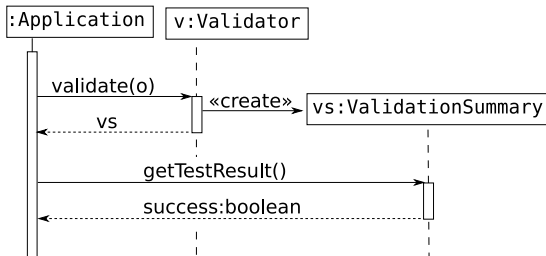 :Application
v:Validator
validate(o)
«create»
vs:ValidationSummary
vs
getTestResult()
success:boolean